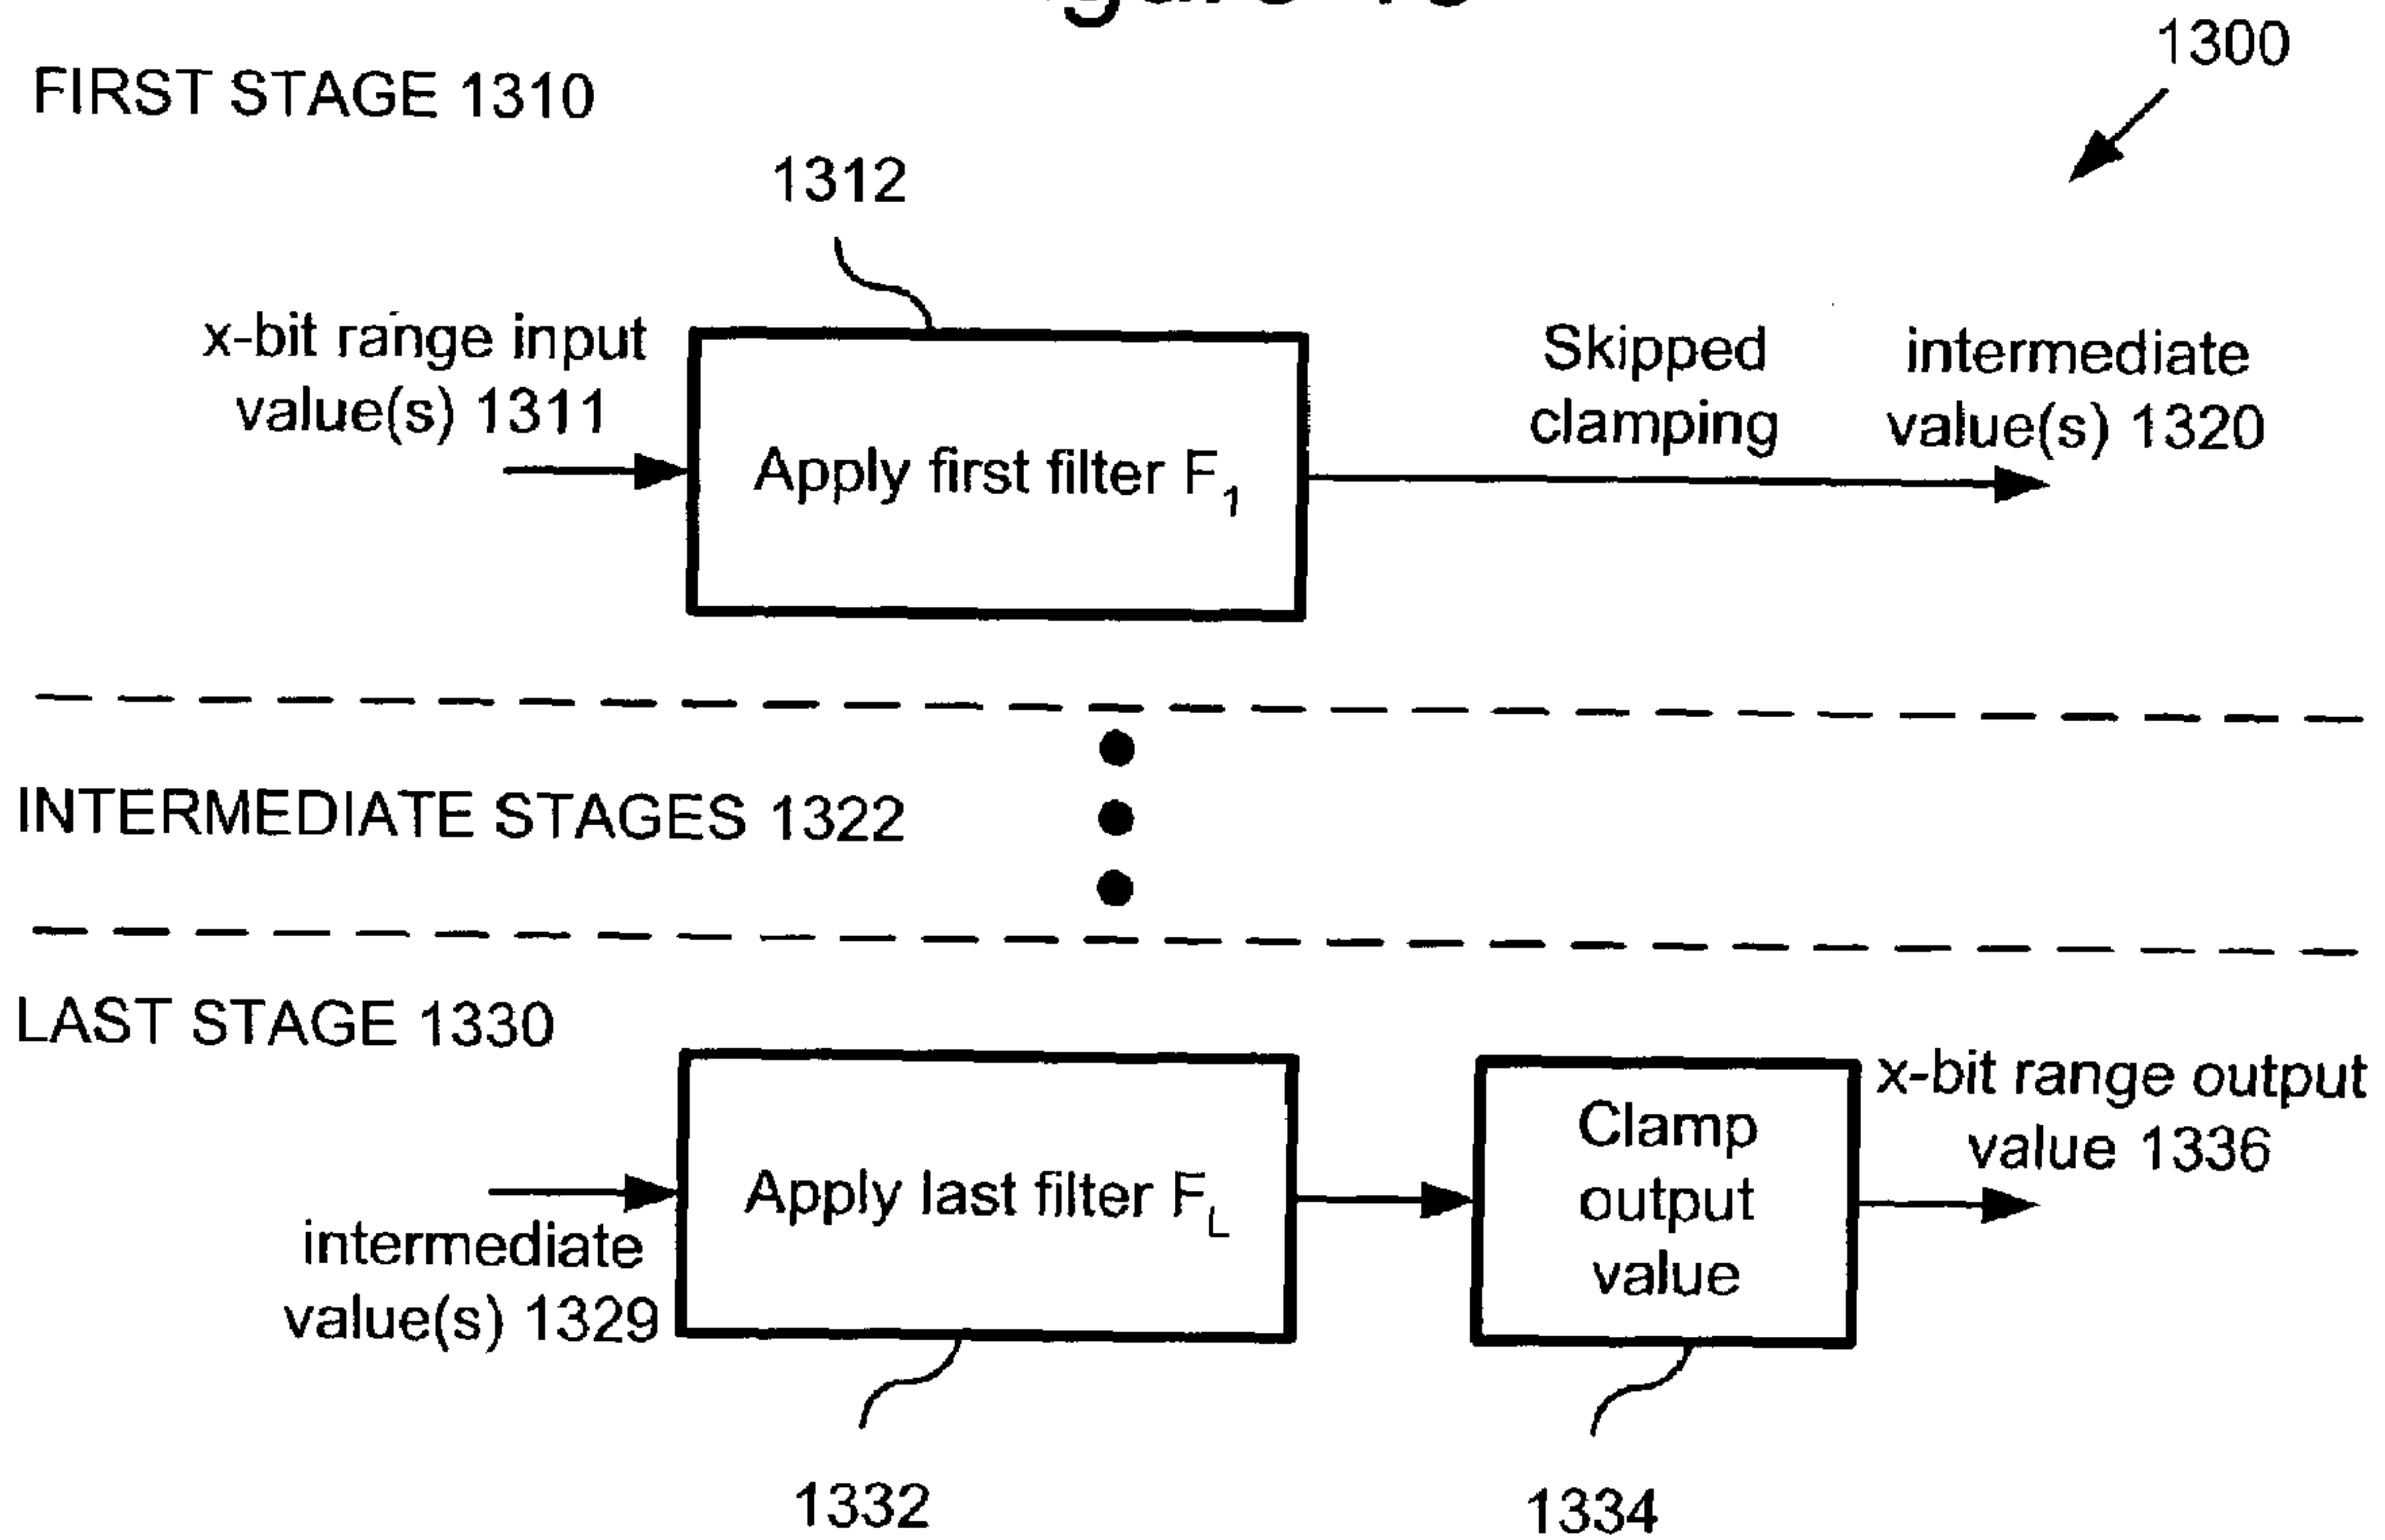 1300
FIRST STAGE 1310
1312
x-bit range input
value(s) 1311
Apply first filter F1
Skipped
clamping
intermediate
value(s) 1320
INTERMEDIATE STAGES 1322
LAST STAGE 1330
intermediate
value(s) 1329
Apply last filter FL
Clamp
output
value
x-bit range output
value 1336
1332
1334